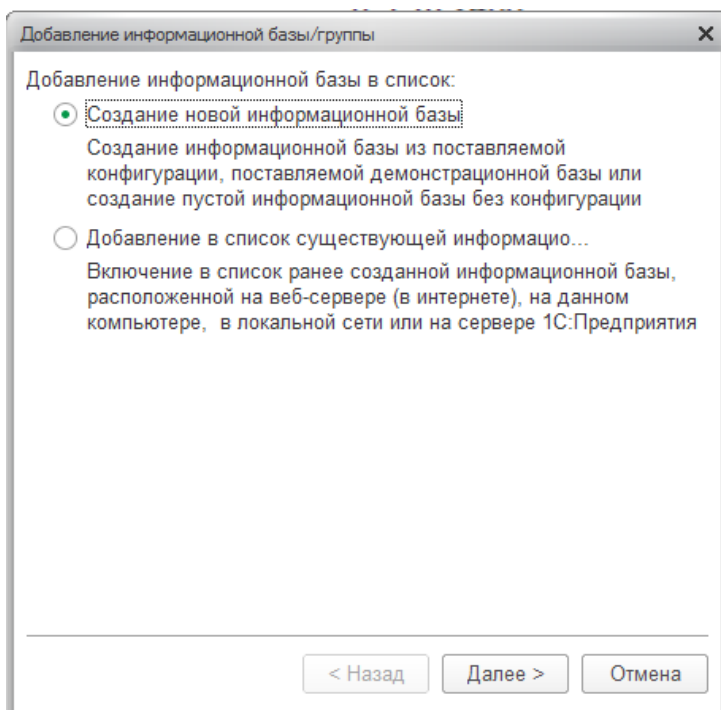 Добавление информационной базы/группы
Добавление информационной базы в список:
Создание новой информационной базы
Создание информационной базы из поставляемой
конфигурации, поставляемой демонстрационной базы или
создание пустой информационной базы без конфигурации
Добавление в список существующей информацио...
Включение в список ранее созданной информационной базы,
расположенной на веб-сервере (в интернете), на данном
компьютере, в локальной сети или на сервере 1С:Предприятия
< Назад
Далее >
Отмена